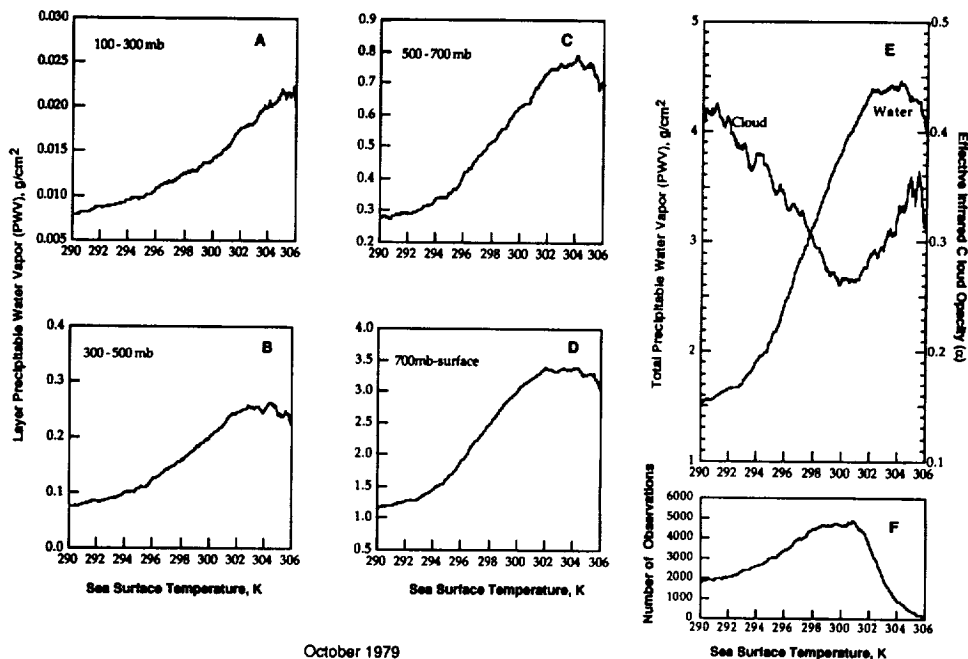 Layer Precipitable Water Vapor (PWV), g/cm2
0.030
0.025
0.020
0.015
0.010
0.005
100 - 300 mb
A
290 292 294 296 298 300 302 304 306
0.9
0.8
0.7
0.6
0.5
0.4
0.3
0.2
500 - 700 mb
C
290 292 294 296 298 300 302 304 306
0.4
0.3
0.2
0.1
0.0
300 - 500 mb
B
290 292 294 296 298 300 302 304 306
Sea Surface Temperature, K
4.0
3.5
3.0
2.5
2.0
1.5
1.0
0.5
700mb-surface
D
290 292 294 296 298 300 302 304 306
Sea Surface Temperature, K
Total Precipitable Water Vapor (PWV), g/cm2
5
4
3
2
1
E
Cloud
Water
0.5
0.4
0.3
0.2
0.1
Effective Infrared C loud Opacity (α)
290 292 294 296 298 300 302 304 306
Number of Observations
6000
5000
4000
3000
2000
1000
0
F
290 292 294 296 298 300 302 304 306
Sea Surface Temperature, K
October 1979